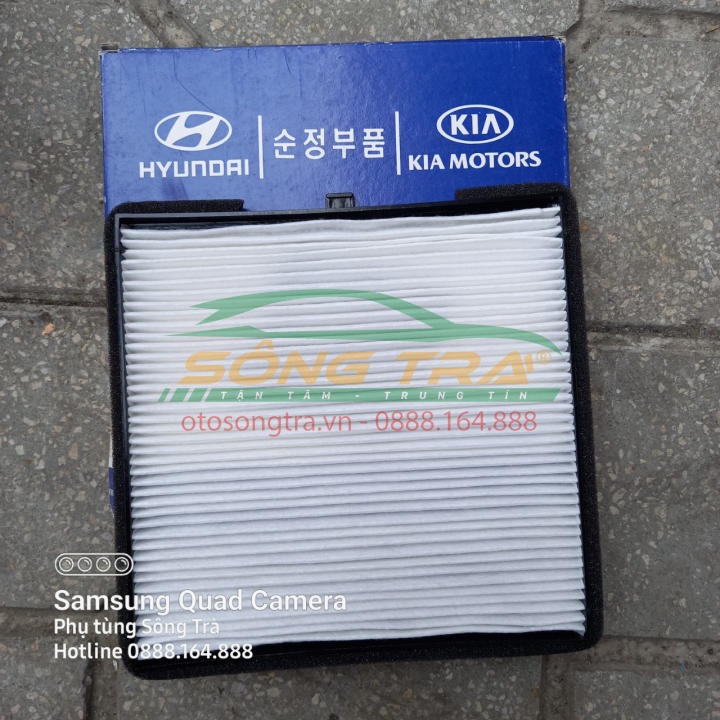 HYUNDAI
순정부품
KIA
KIA MOTORS
SÔNG TRÀ
TẬN TÂM - TRUNG TÍN
otosongtra.vn - 0888.164.888
Samsung Quad Camera
Phụ tùng Sông Trà
Hotline 0888.164.888